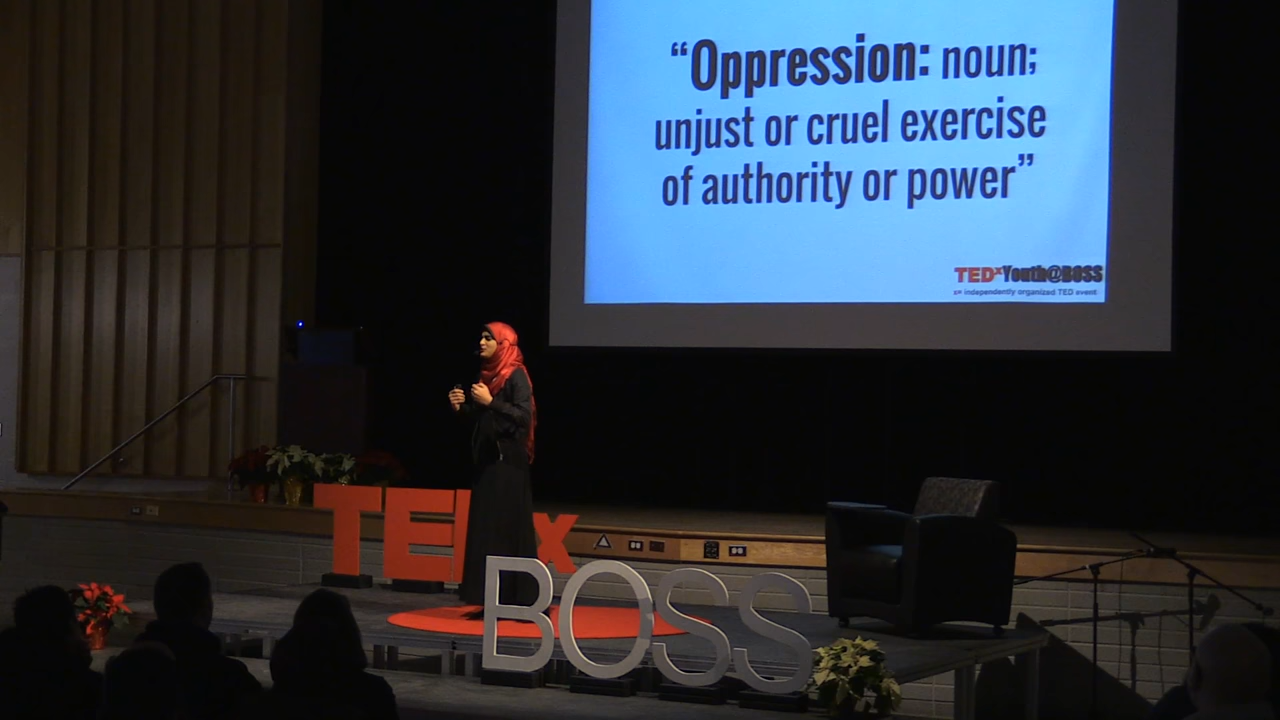 “Oppression: noun;
unjust or cruel exercise
of authority or power”
TEDxYouth@BOSS
x= independently organized TED event
TEDx
BOSS